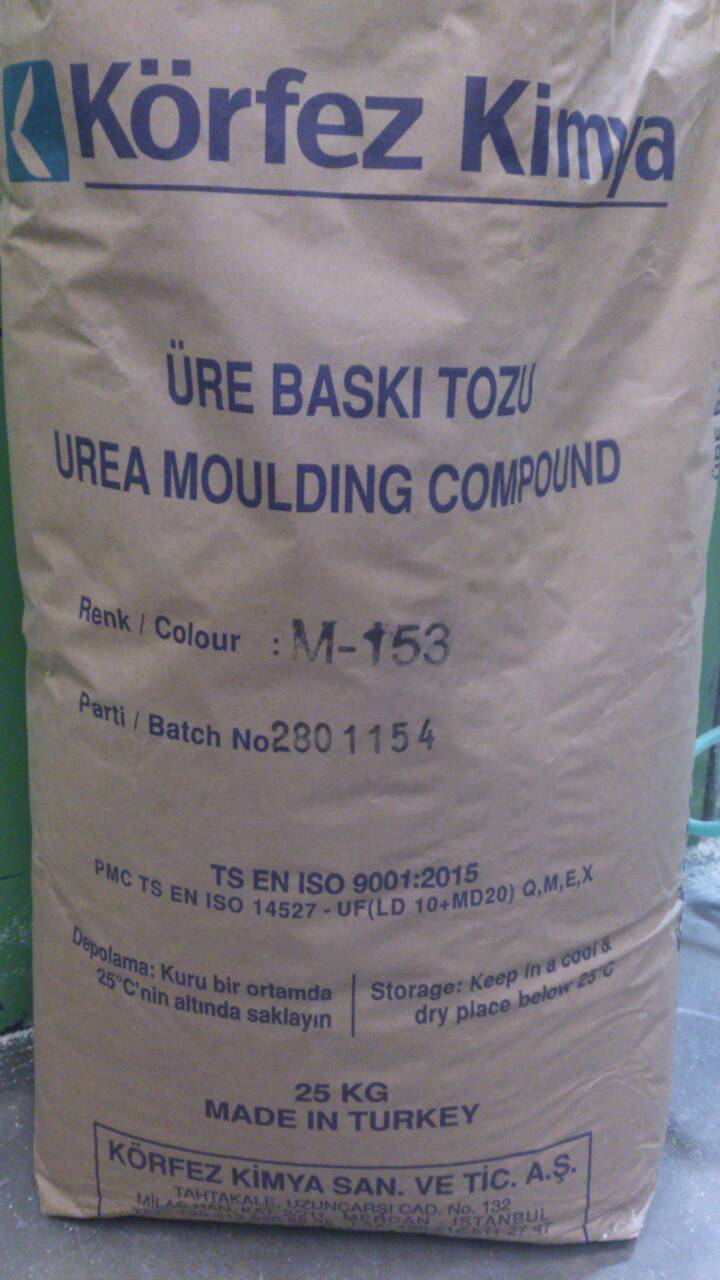 Körfez Kimya
ÜRE BASKI TOZU
UREA MOULDING COMPOUND
Renk / Colour : M-153
Parti / Batch No 2801154
TS EN ISO 9001:2015
PMC TS EN ISO 14527 - UF(LD 10+MD20) Q,M,E,X
Depolama: Kuru bir ortamda
25°C'nin altında saklayın
Storage: Keep in a cool &
dry place below 25°C
25 KG
MADE IN TURKEY
KÖRFEZ KİMYA SAN. VE TİC. A.Ş.
TAHTAKALE, UZUNÇARŞI CAD. No. 132
HAN, KAT. MERCAN - İSTANBUL